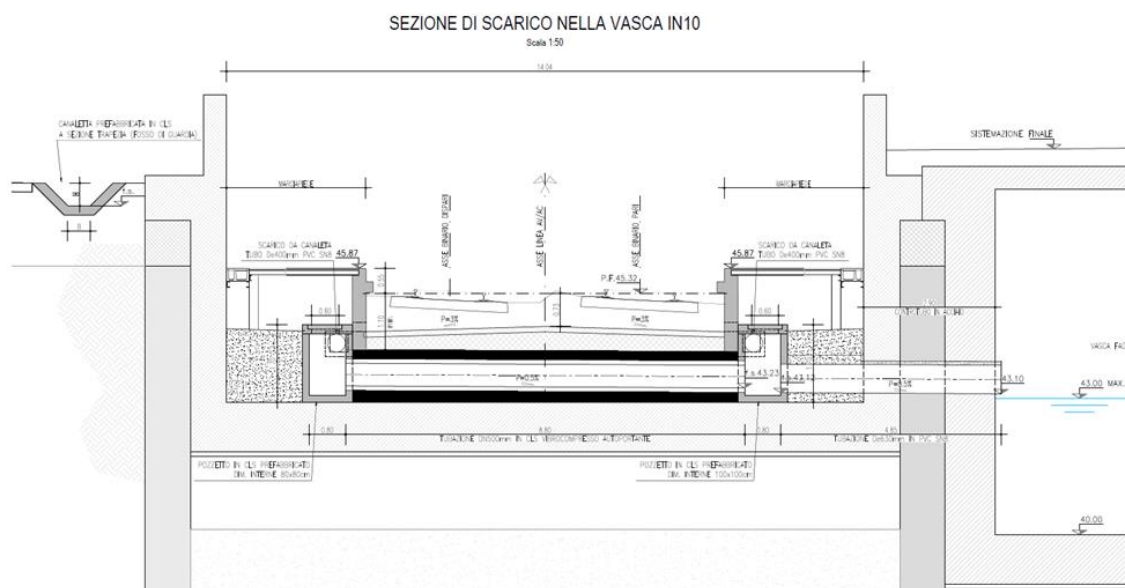 SEZIONE DI SCARICO NELLA VASCA IN10
Scala 1:50
14.04
CANALETTA PREFABBRICATA IN CLS
A SEZIONE TRAPEZIA (FOSSO DI GUARDIA)
SISTEMAZIONE FINALE
MARCIAPIEDE
MARCIAPIEDE
ASSE BINARIO DISPARI
ASSE LINEA AV/AC
ASSE BINARIO PARI
SCARICO DA CANALETA
TUBO De400mm PVC SN8
45.87
45.87
SCARICO DA CANALETA
TUBO De400mm PVC SN8
P.F.45.32
0.55
0.60
0.73
0.60
P=3%
P=3%
CONTROTUBO IN ACCIAIO
43.23
43.10
43.00 MAX.
0.80
8.80
0.80
4.85
TUBAZIONE DN500mm IN CLS VIBROCOMPRESSO AUTOPORTANTE
TUBAZIONE De630mm IN PVC SN8
POZZETTO IN CLS PREFABBRICATO
DIM. INTERNE 80x80cm
POZZETTO IN CLS PREFABBRICATO
DIM. INTERNE 100x100cm
40.00